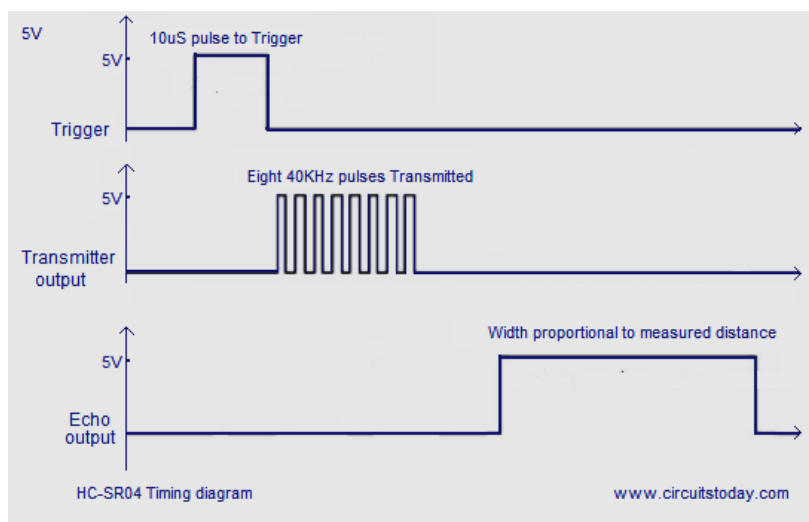 5V
10uS pulse to Trigger
5V
Trigger
Eight 40KHz pulses Transmitted
5V
Transmitter
output
Width proportional to measured distance
5V
Echo
output
HC-SR04 Timing diagram
www.circuitstoday.com